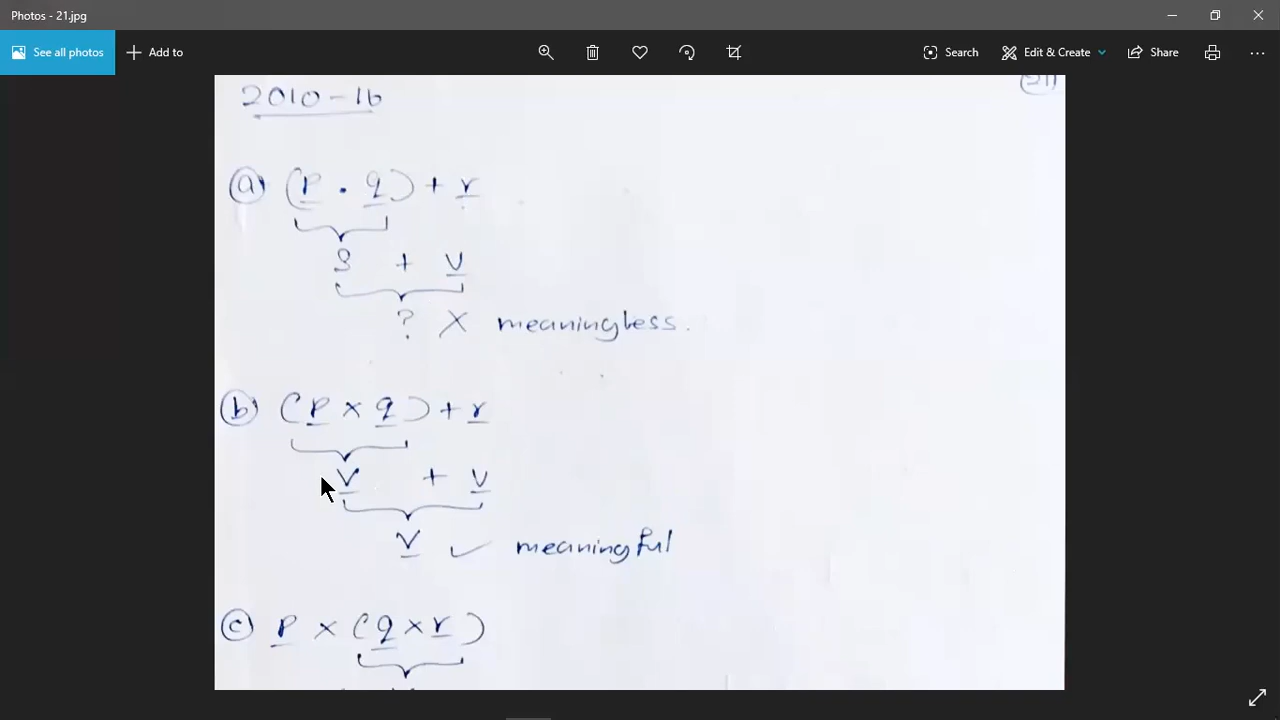 Photos - 21.jpg
See all photos
Add to
Search
Edit & Create
Share
2010-16
(a) (p . q) + r
S + v
? X meaningless.
(b) (p × q) + r
v + v
v ✓ meaningful
(c) p × (q × r)